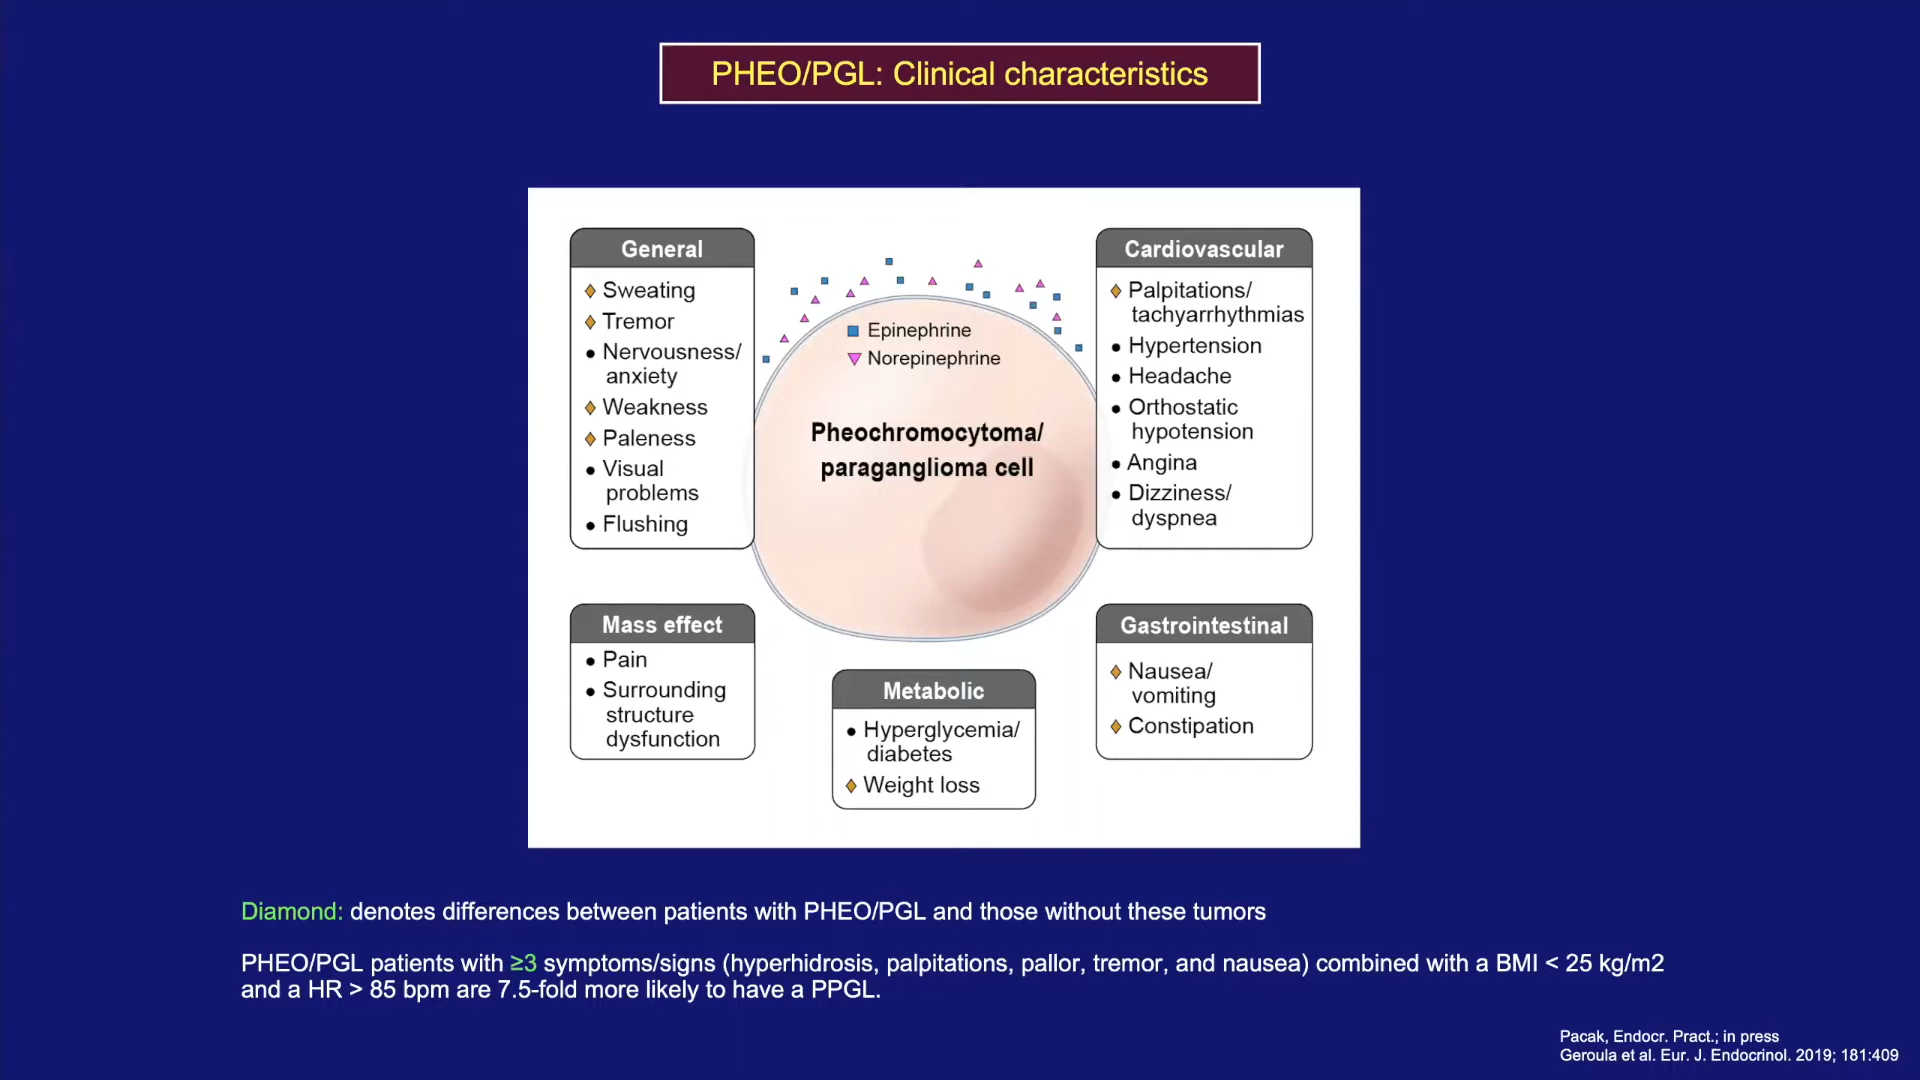 PHEO/PGL: Clinical characteristics
General
Sweating
Tremor
Nervousness/
anxiety
Weakness
Paleness
Visual
problems
Flushing
Epinephrine
Norepinephrine
Pheochromocytoma/
paraganglioma cell
Cardiovascular
Palpitations/
tachyarrhythmias
Hypertension
Headache
Orthostatic
hypotension
Angina
Dizziness/
dyspnea
Mass effect
Pain
Surrounding
structure
dysfunction
Metabolic
Hyperglycemia/
diabetes
Weight loss
Gastrointestinal
Nausea/
vomiting
Constipation
Diamond: denotes differences between patients with PHEO/PGL and those without these tumors
PHEO/PGL patients with ≥3 symptoms/signs (hyperhidrosis, palpitations, pallor, tremor, and nausea) combined with a BMI < 25 kg/m2
and a HR > 85 bpm are 7.5-fold more likely to have a PPGL.
Pacak, Endocr. Pract.; in press
Geroula et al. Eur. J. Endocrinol. 2019; 181:409